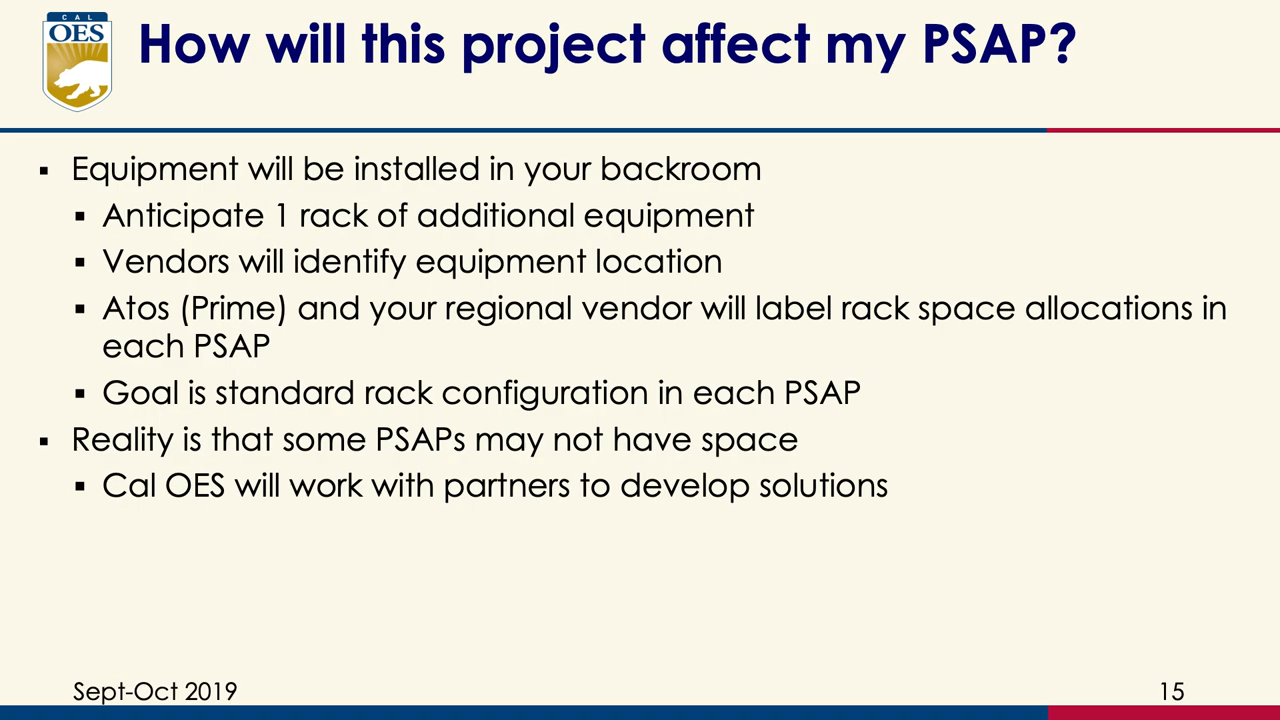 CAL
OES
How will this project affect my PSAP?
▪ Equipment will be installed in your backroom
▪ Anticipate 1 rack of additional equipment
▪ Vendors will identify equipment location
▪ Atos (Prime) and your regional vendor will label rack space allocations in
each PSAP
▪ Goal is standard rack configuration in each PSAP
▪ Reality is that some PSAPs may not have space
▪ Cal OES will work with partners to develop solutions
Sept-Oct 2019
15